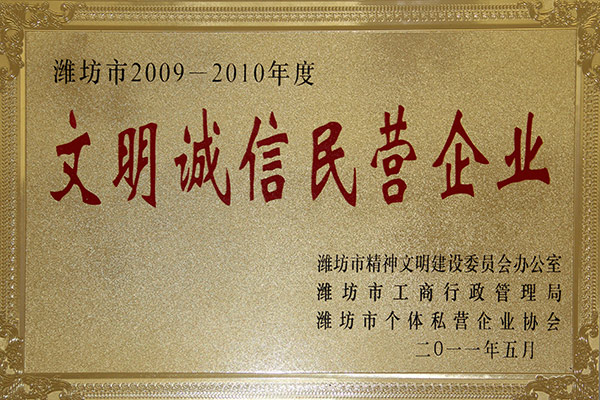 潍坊市2009－2010年度
文明诚信民营企业
潍坊市精神文明建设委员会办公室
潍坊市工商行政管理局
潍坊市个体私营企业协会
二〇一一年五月